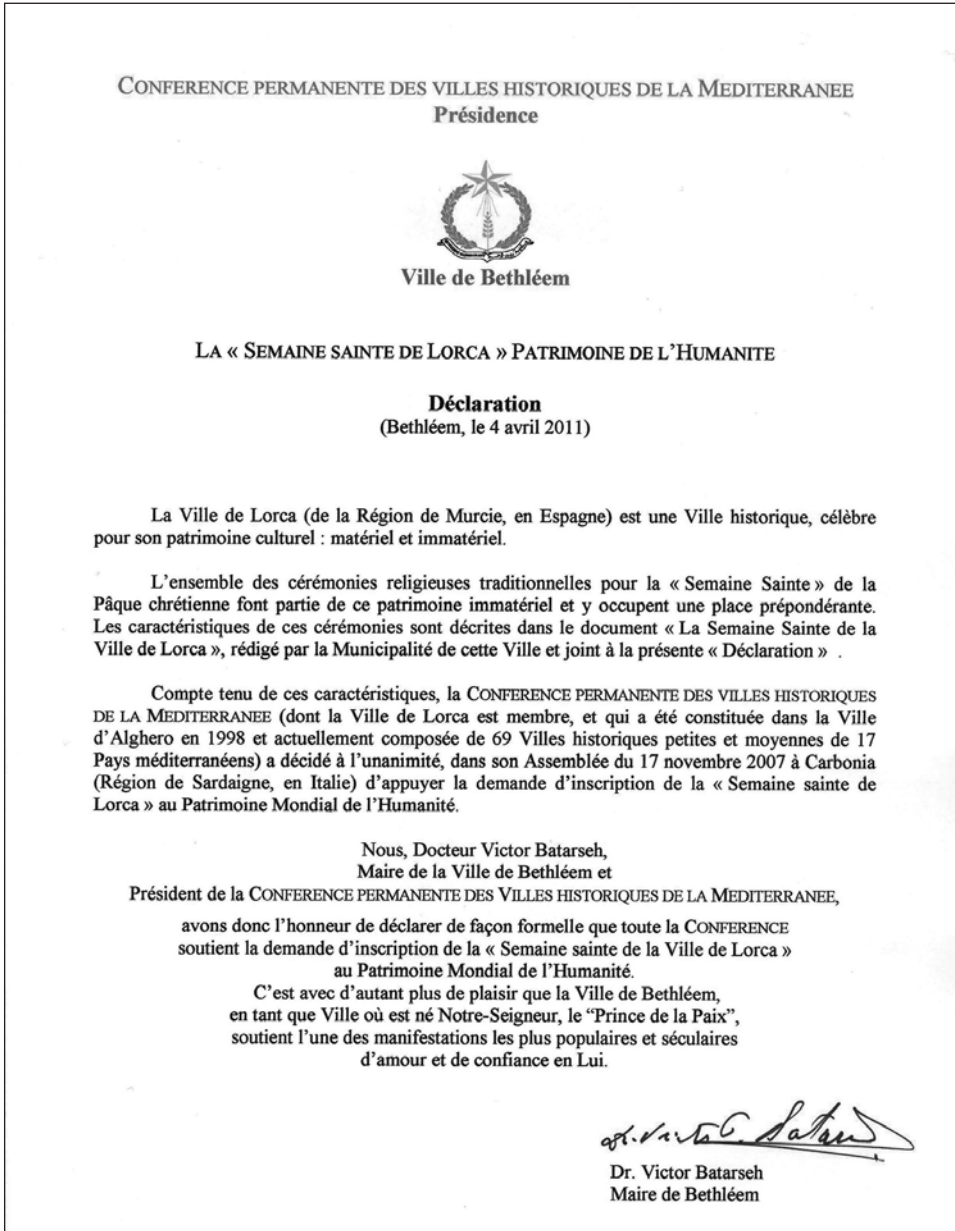 CONFERENCE PERMANENTE DES VILLES HISTORIQUES DE LA MEDITERRANEE
Présidence
Ville de Bethléem
LA « SEMAINE SAINTE DE LORCA » PATRIMOINE DE L’HUMANITE
Déclaration
(Bethléem, le 4 avril 2011)
La Ville de Lorca (de la Région de Murcie, en Espagne) est une Ville historique, célèbre
pour son patrimoine culturel : matériel et immatériel.
L’ensemble des cérémonies religieuses traditionnelles pour la « Semaine Sainte » de la
Pâque chrétienne font partie de ce patrimoine immatériel et y occupent une place prépondérante.
Les caractéristiques de ces cérémonies sont décrites dans le document « La Semaine Sainte de la
Ville de Lorca », rédigé par la Municipalité de cette Ville et joint à la présente « Déclaration » .
Compte tenu de ces caractéristiques, la CONFERENCE PERMANENTE DES VILLES HISTORIQUES
DE LA MEDITERRANEE (dont la Ville de Lorca est membre, et qui a été constituée dans la Ville
d’Alghero en 1998 et actuellement composée de 69 Villes historiques petites et moyennes de 17
Pays méditerranéens) a décidé à l’unanimité, dans son Assemblée du 17 novembre 2007 à Carbonia
(Région de Sardaigne, en Italie) d’appuyer la demande d’inscription de la « Semaine sainte de
Lorca » au Patrimoine Mondial de l’Humanité.
Nous, Docteur Victor Batarseh,
Maire de la Ville de Bethléem et
Président de la CONFERENCE PERMANENTE DES VILLES HISTORIQUES DE LA MEDITERRANEE,
avons donc l’honneur de déclarer de façon formelle que toute la CONFERENCE
soutient la demande d’inscription de la « Semaine sainte de la Ville de Lorca »
au Patrimoine Mondial de l’Humanité.
C’est avec d’autant plus de plaisir que la Ville de Bethléem,
en tant que Ville où est né Notre-Seigneur, le “Prince de la Paix”,
soutient l’une des manifestations les plus populaires et séculaires
d’amour et de confiance en Lui.
Dr. Victor Batarseh
Maire de Bethléem